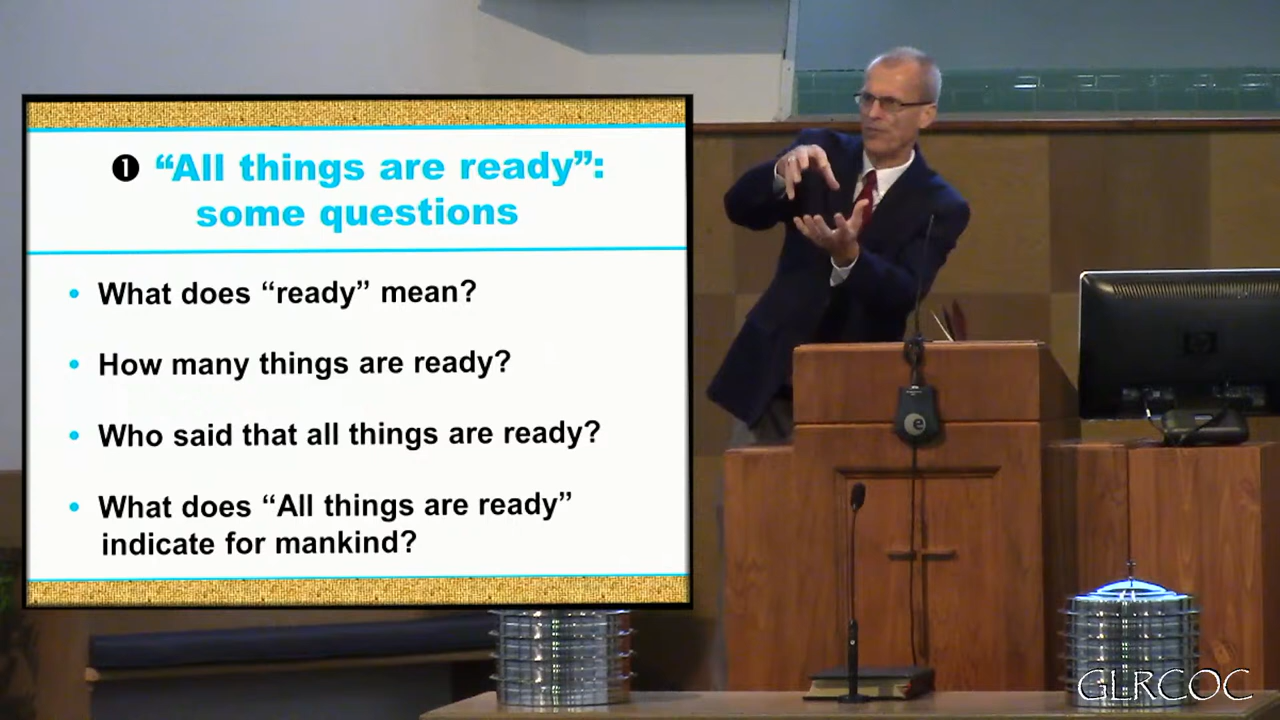 ❶ “All things are ready”:
some questions
• What does “ready” mean?
• How many things are ready?
• Who said that all things are ready?
• What does “All things are ready”
indicate for mankind?
e
GLRCOC